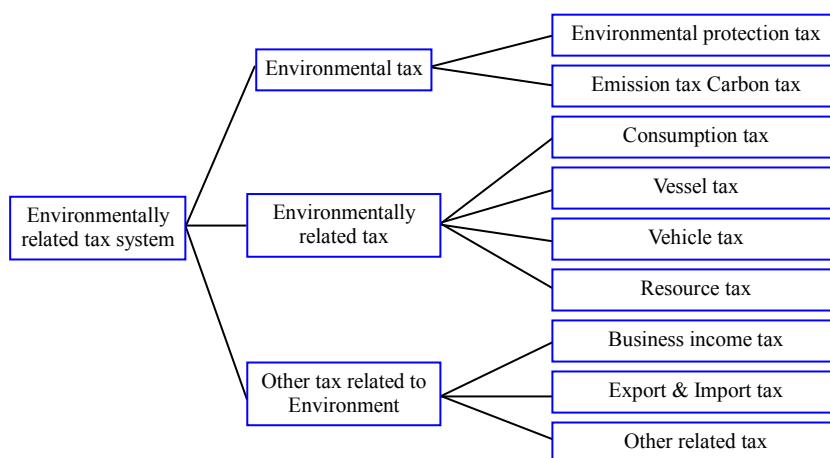 Environmentally
related tax system
Environmental tax
Environmental protection tax
Emission tax Carbon tax
Environmentally
related tax
Consumption tax
Vessel tax
Vehicle tax
Resource tax
Other tax related to
Environment
Business income tax
Export & Import tax
Other related tax